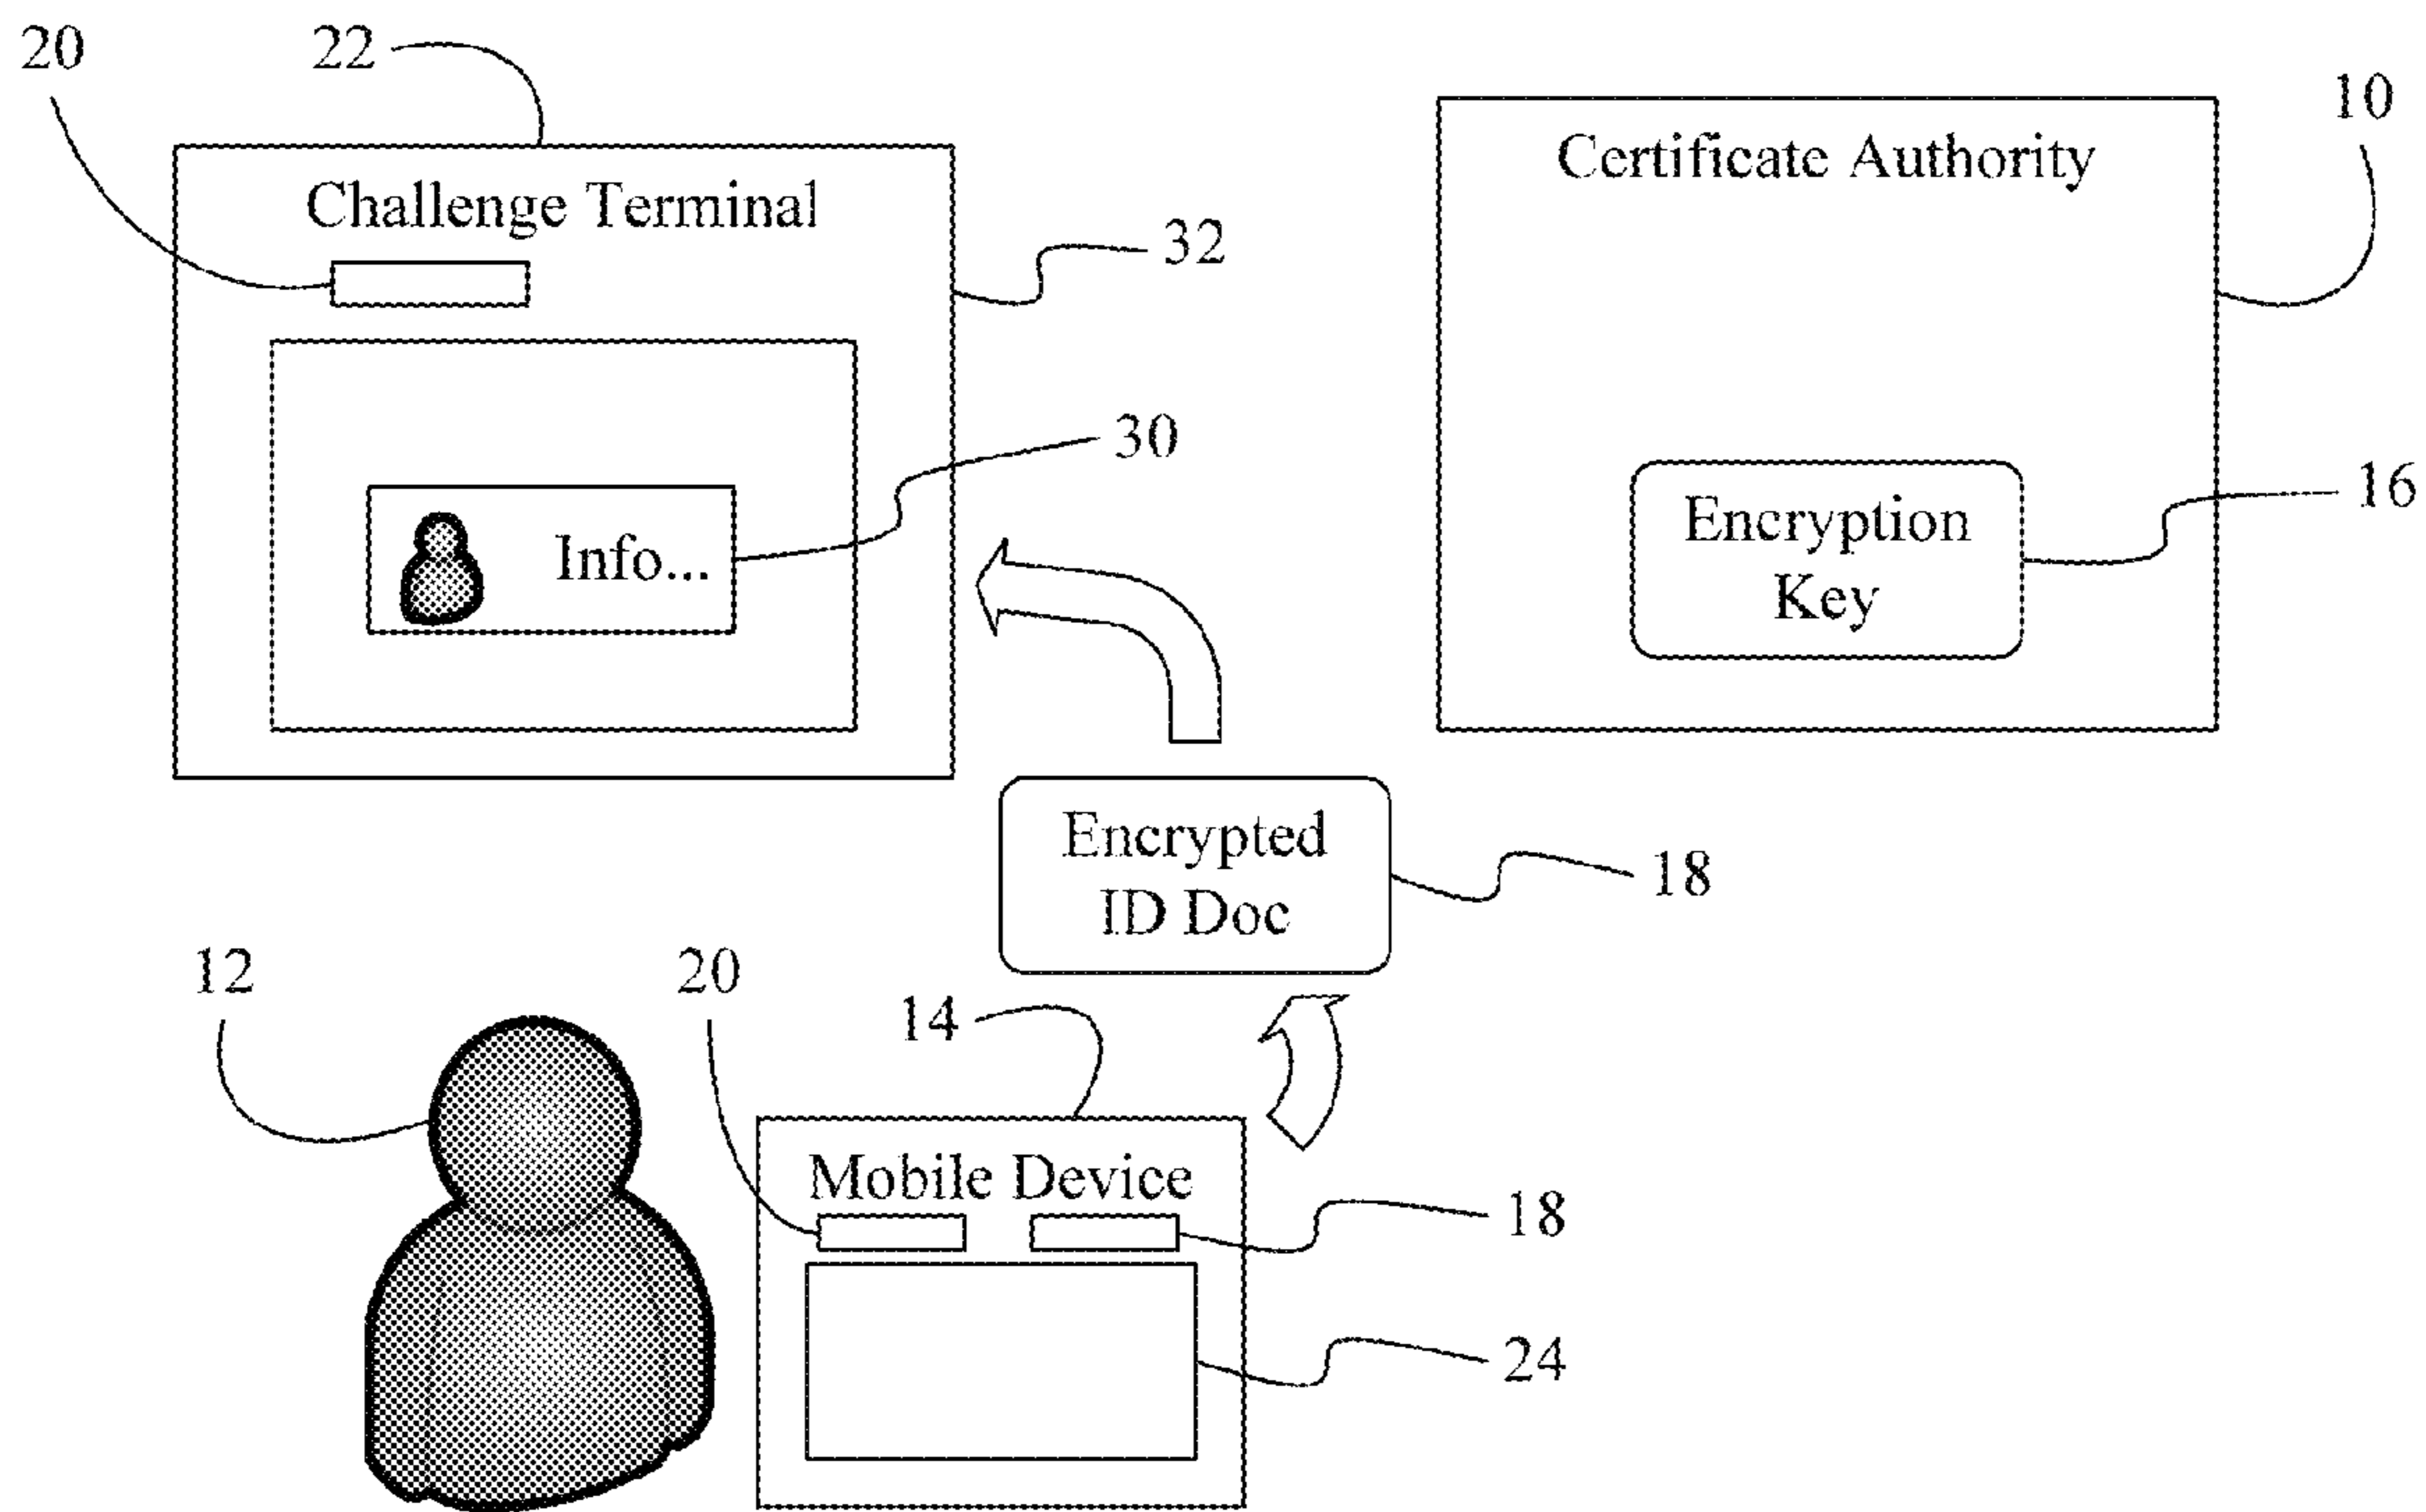 20
22
10
Certificate Authority
Challenge Terminal
32
30
16
Encryption
Key
Info...
Encrypted
ID Doc
18
12
20
14
Mobile Device
18
24